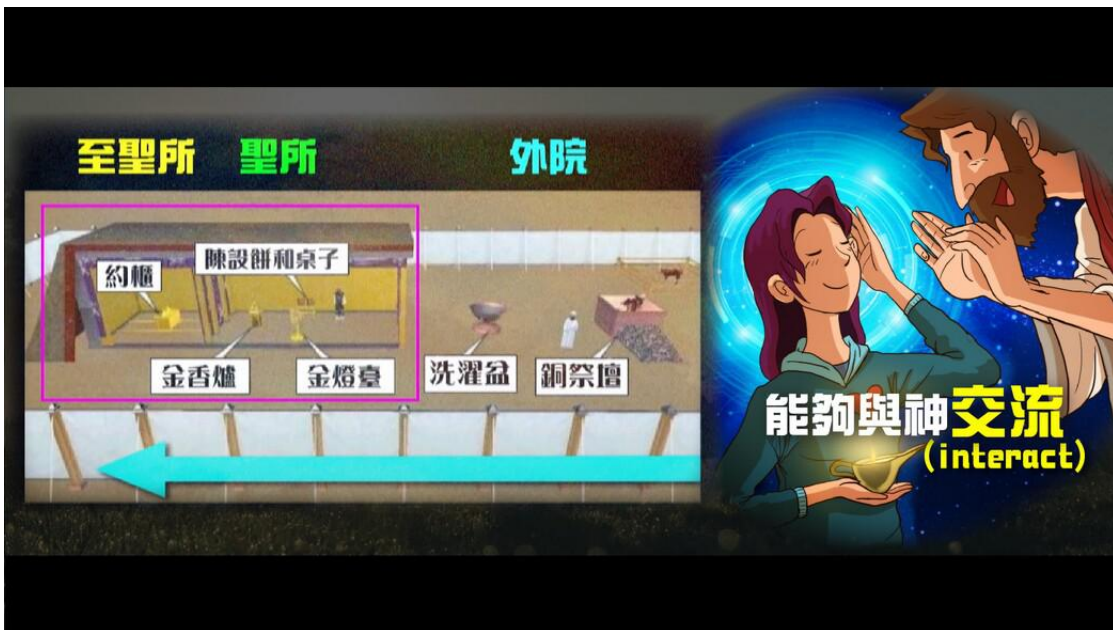 至聖所
聖所
外院
約櫃
陳設餅和桌子
金香爐
金燈臺
洗濯盆
銅祭壇
能夠與神交流
(interact)